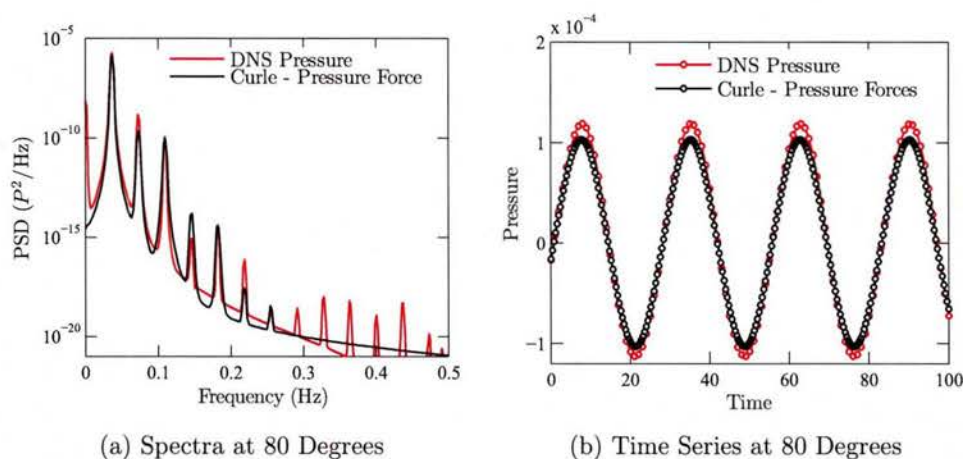 10^-5
10^-10
10^-15
10^-20
PSD (P^2/Hz)
DNS Pressure
Curle - Pressure Force
0 0.1 0.2 0.3 0.4 0.5
Frequency (Hz)
(a) Spectra at 80 Degrees
x 10^-4
2
1
0
-1
Pressure
DNS Pressure
Curle - Pressure Forces
0 20 40 60 80 100
Time
(b) Time Series at 80 Degrees